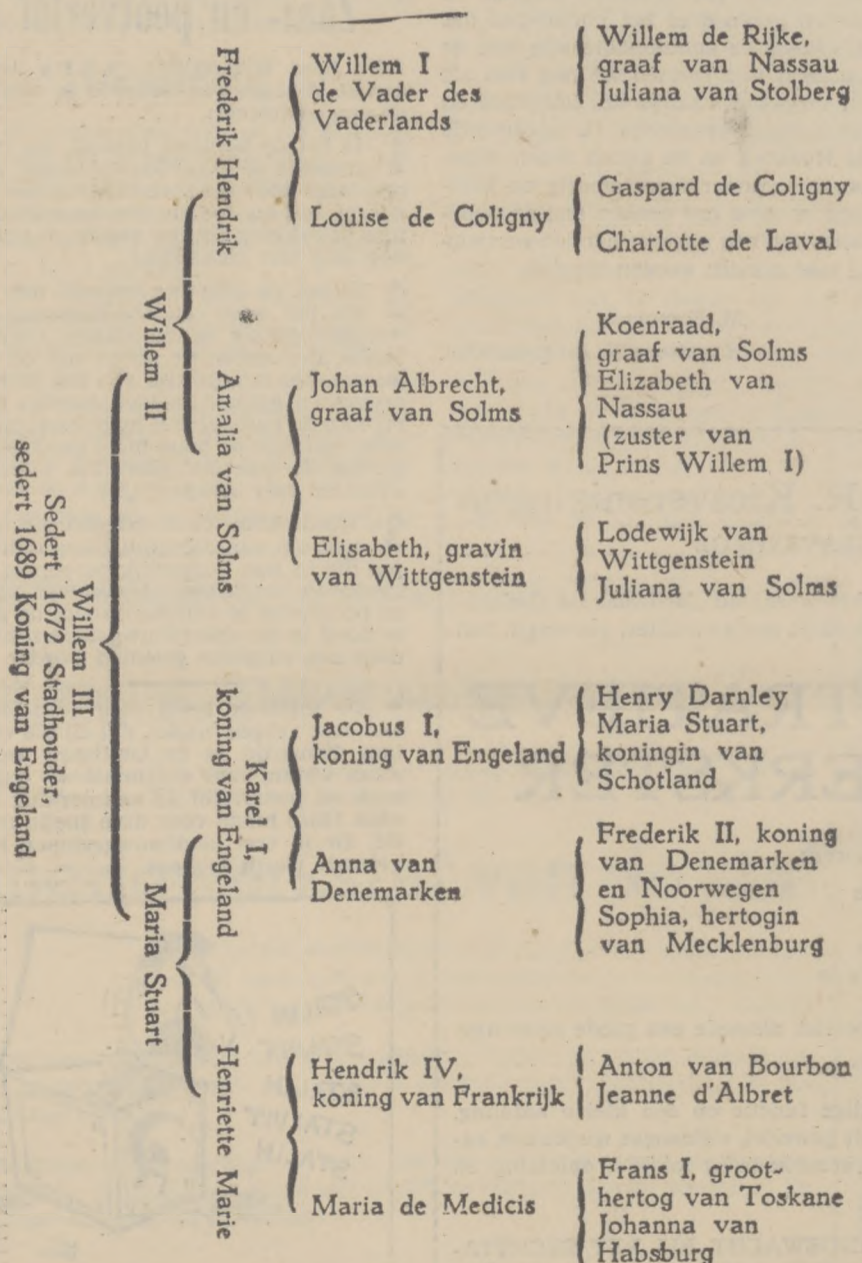 Willem III
Sedert 1672 Stadhouder,
sedert 1689 Koning van Engeland
Willem II
Maria Stuart
Frederik Hendrik
Amalia van Solms
Karel I,
koning van Engeland
Henriette Marie
Willem I
de Vader des
Vaderlands
Louise de Coligny
Johan Albrecht,
graaf van Solms
Elisabeth, gravin
van Wittgenstein
Jacobus I,
koning van Engeland
Anna van
Denemarken
Hendrik IV,
koning van Frankrijk
Maria de Medicis
Willem de Rijke,
graaf van Nassau
Juliana van Stolberg
Gaspard de Coligny
Charlotte de Laval
Koenraad,
graaf van Solms
Elizabeth van
Nassau
(zuster van
Prins Willem I)
Lodewijk van
Wittgenstein
Juliana van Solms
Henry Darnley
Maria Stuart,
koningin van
Schotland
Frederik II, koning
van Denemarken
en Noorwegen
Sophia, hertogin
van Mecklenburg
Anton van Bourbon
Jeanne d'Albret
Frans I, groot-
hertog van Toskane
Johanna van
Habsburg